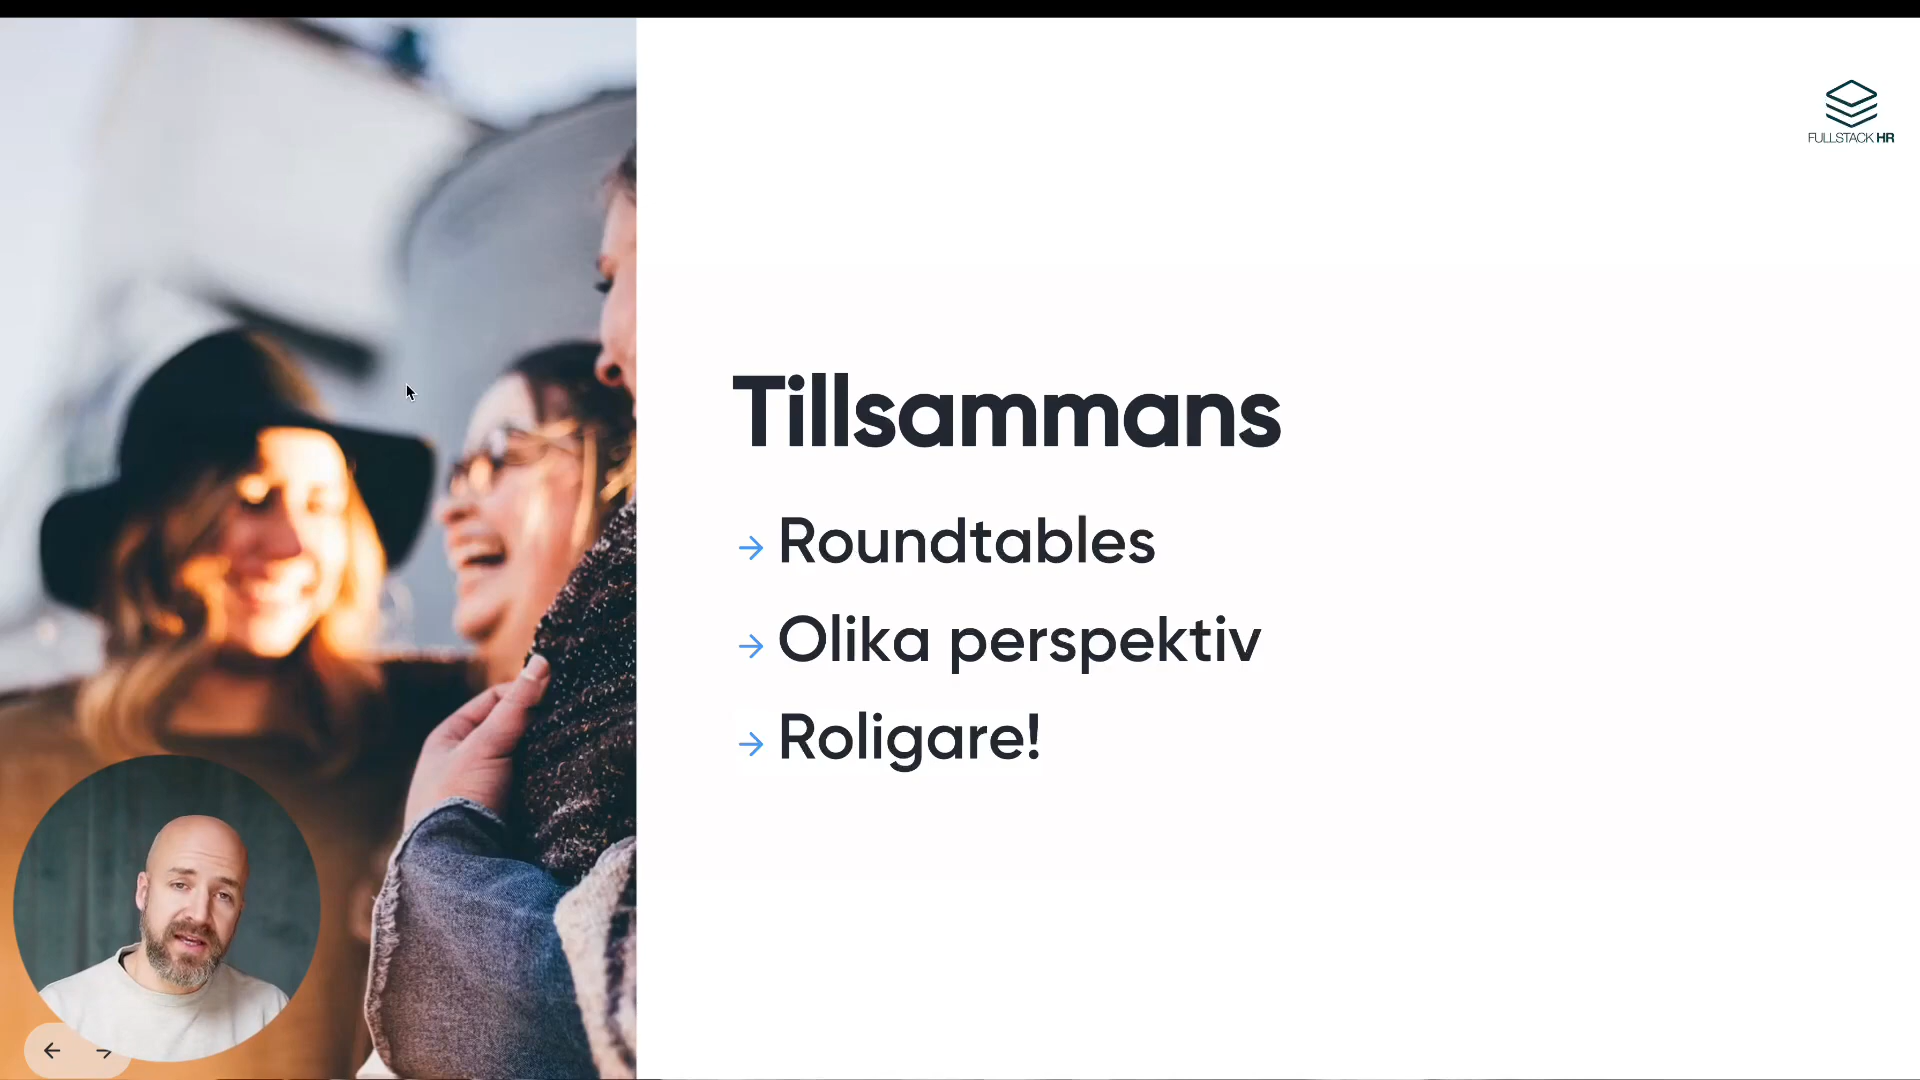 FULLSTACK HR
Tillsammans
→ Roundtables
→ Olika perspektiv
→ Roligare!